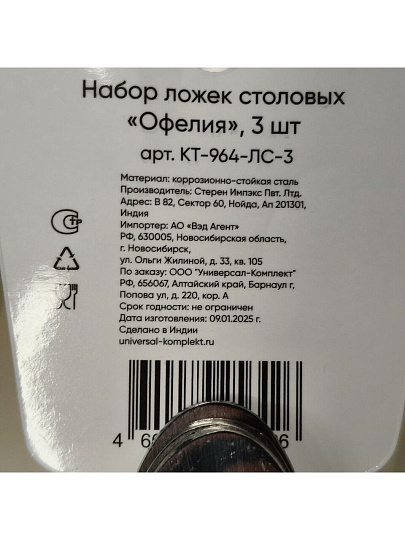 Набор ложек столовых
«Офелия», 3 шт
арт. КТ-964-ЛС-3
Материал: коррозионно-стойкая сталь
Производитель: Стерен Импэкс Пвт. Лтд.
Адрес: B 82, Сектор 60, Нойда, Ап 201301,
Индия
Импортер: АО «Вэд Агент»
РФ, 630005, Новосибирская область,
г. Новосибирск,
ул. Ольги Жилиной, д. 33, кв. 105
По заказу: ООО "Универсал-Комплект"
РФ, 656067, Алтайский край, Барнаул г,
Попова ул, д. 220, кор. А
Срок годности: не ограничен
Дата изготовления: 09.01.2025 г.
Сделано в Индии
universal-komplekt.ru